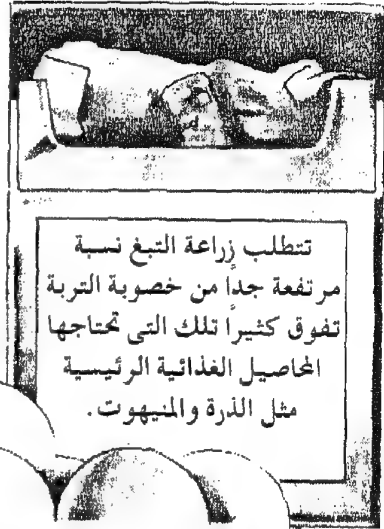 تتطلب زراعة التبغ نسبة
مرتفعة جداً من خصوبة التربة
تفوق كثيراً تلك التى تحتاجها
المحاصيل الغذائية الرئيسية
مثل الذرة والمنيهوت.